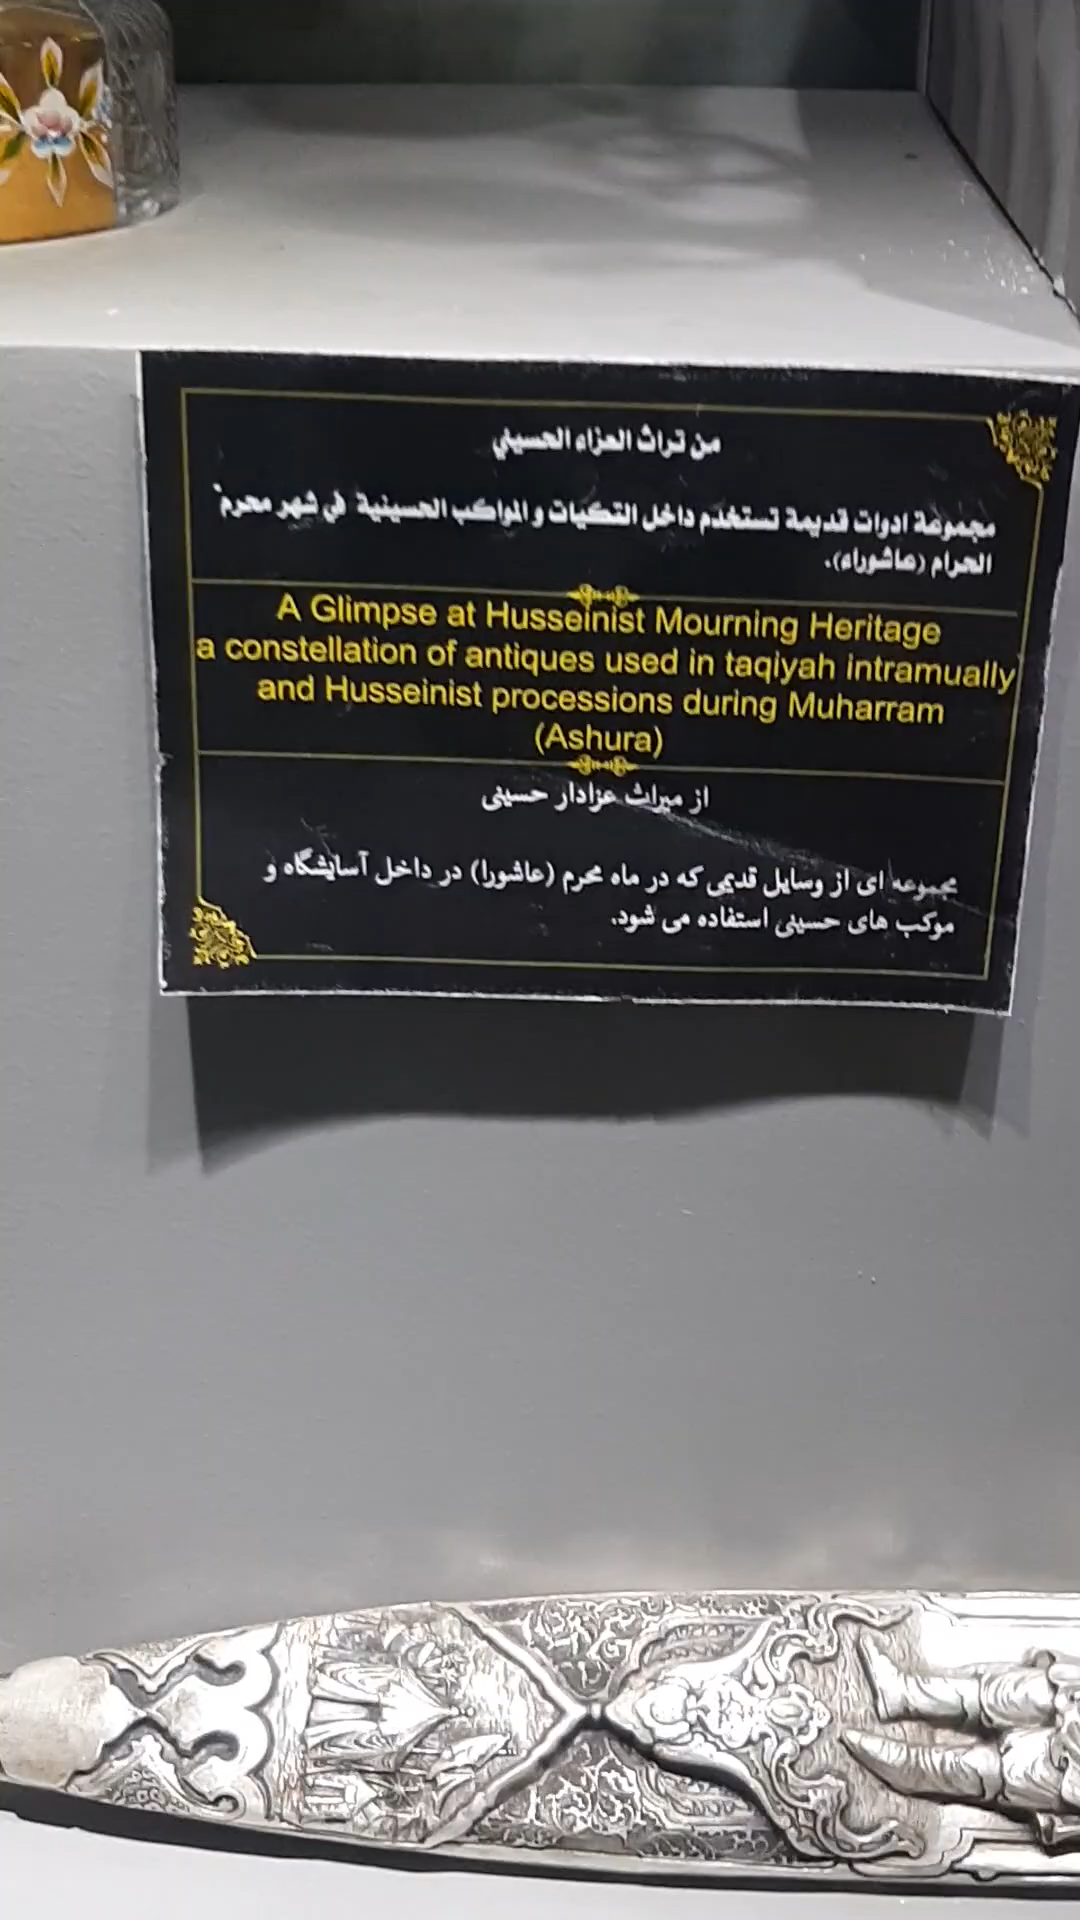 من تراث العزاء الحسيني
مجموعة ادوات قديمة تستخدم داخل التكيات و المواكب الحسينية في شهر محرم
الحرام (عاشوراء).
A Glimpse at Husseinist Mourning Heritage
a constellation of antiques used in taqiyah intramually
and Husseinist processions during Muharram
(Ashura)
از میراث عزادار حسینی
مجموعه ای از وسایل قدیمی که در ماه محرم (عاشورا) در داخل آسایشگاه و
موکب های حسینی استفاده می شود.